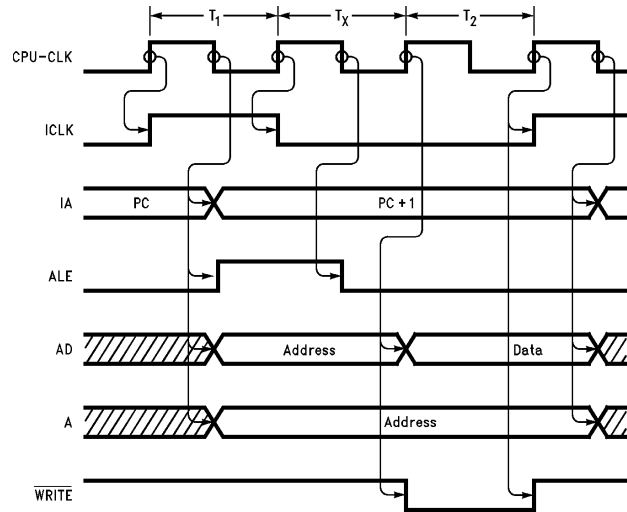 T1 TX T2
CPU-CLK
ICLK
IA PC PC+1
ALE
AD Address Data
A Address
WRITE